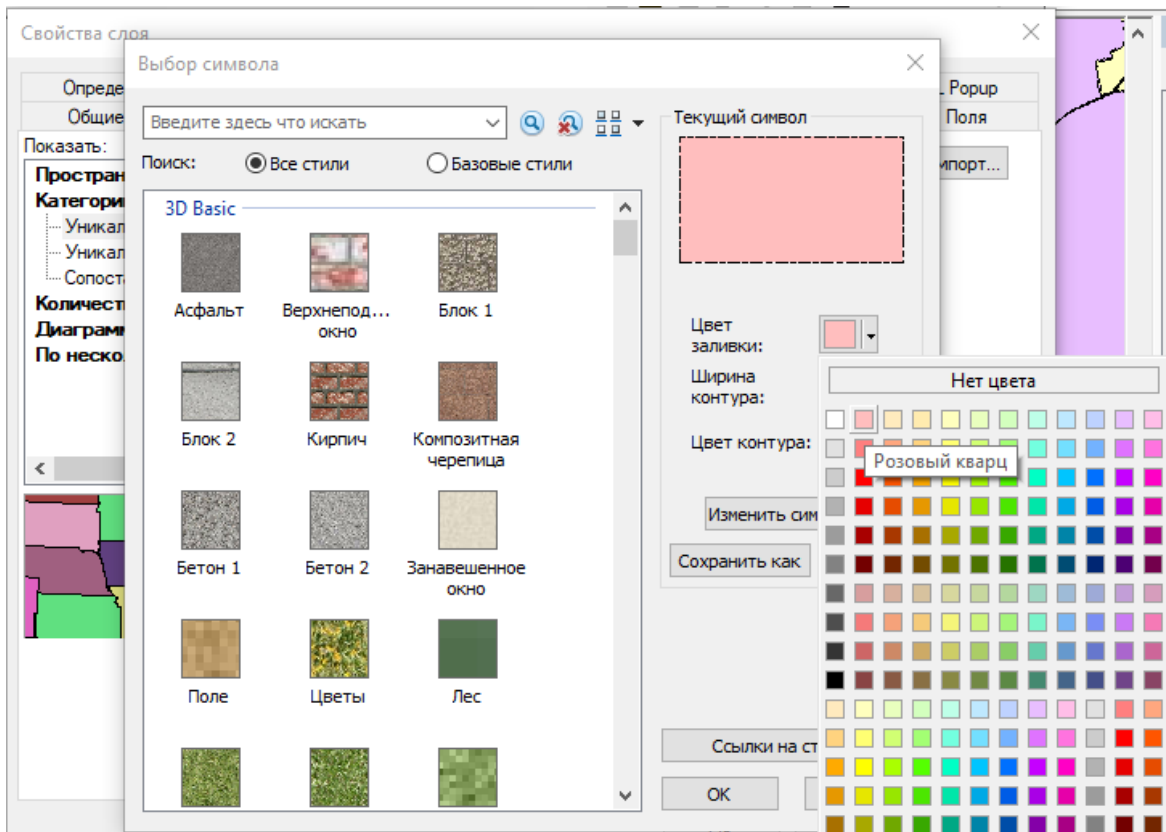 Свойства слоя
Выбор символа
Опреде
Общие
Popup
Поля
Показать:
Пространс
Категори
Уникал
Уникал
Сопоста
Количест
Диаграмм
По неско
мпорт...
Введите здесь что искать
Поиск:
Все стили
Базовые стили
3D Basic
Асфальт
Верхнепод...
окно
Блок 1
Блок 2
Кирпич
Композитная
черепица
Бетон 1
Бетон 2
Занавешенное
окно
Поле
Цветы
Лес
Текущий символ
Цвет
заливки:
Ширина
контура:
Цвет контура:
Изменить сим
Сохранить как
Ссылки на ст
OK
Нет цвета
Розовый кварц